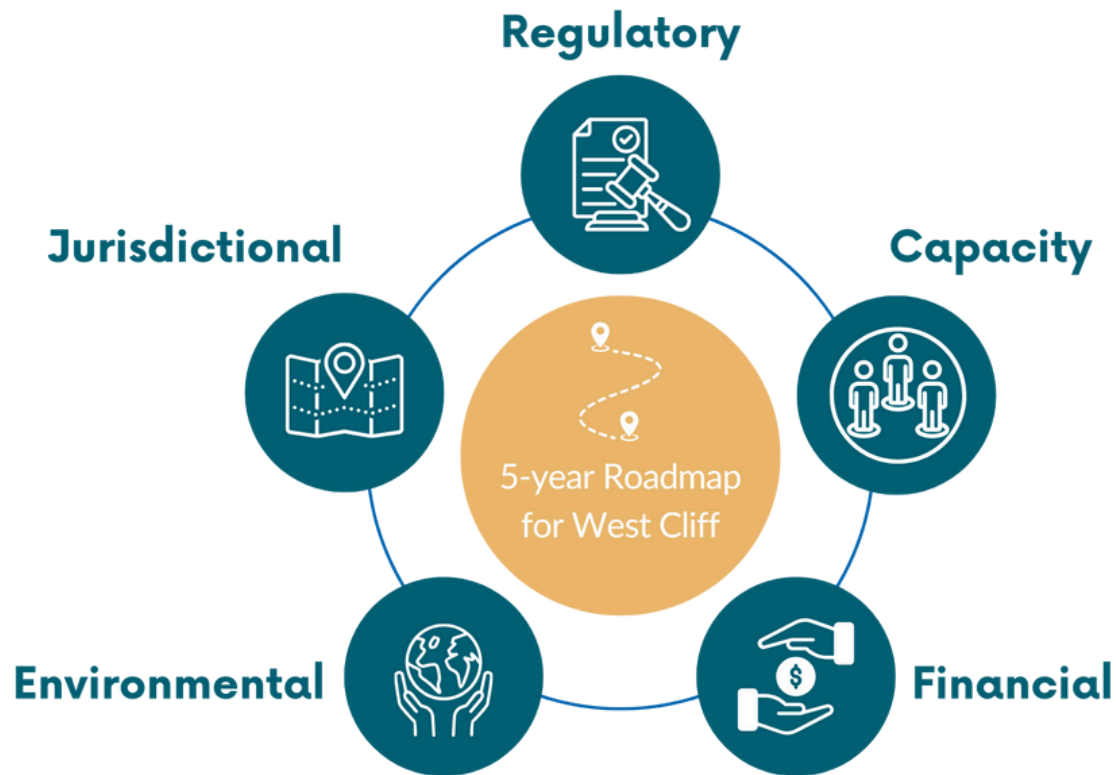 Regulatory
Jurisdictional
Capacity
5-year Roadmap
for West Cliff
Environmental
Financial
$